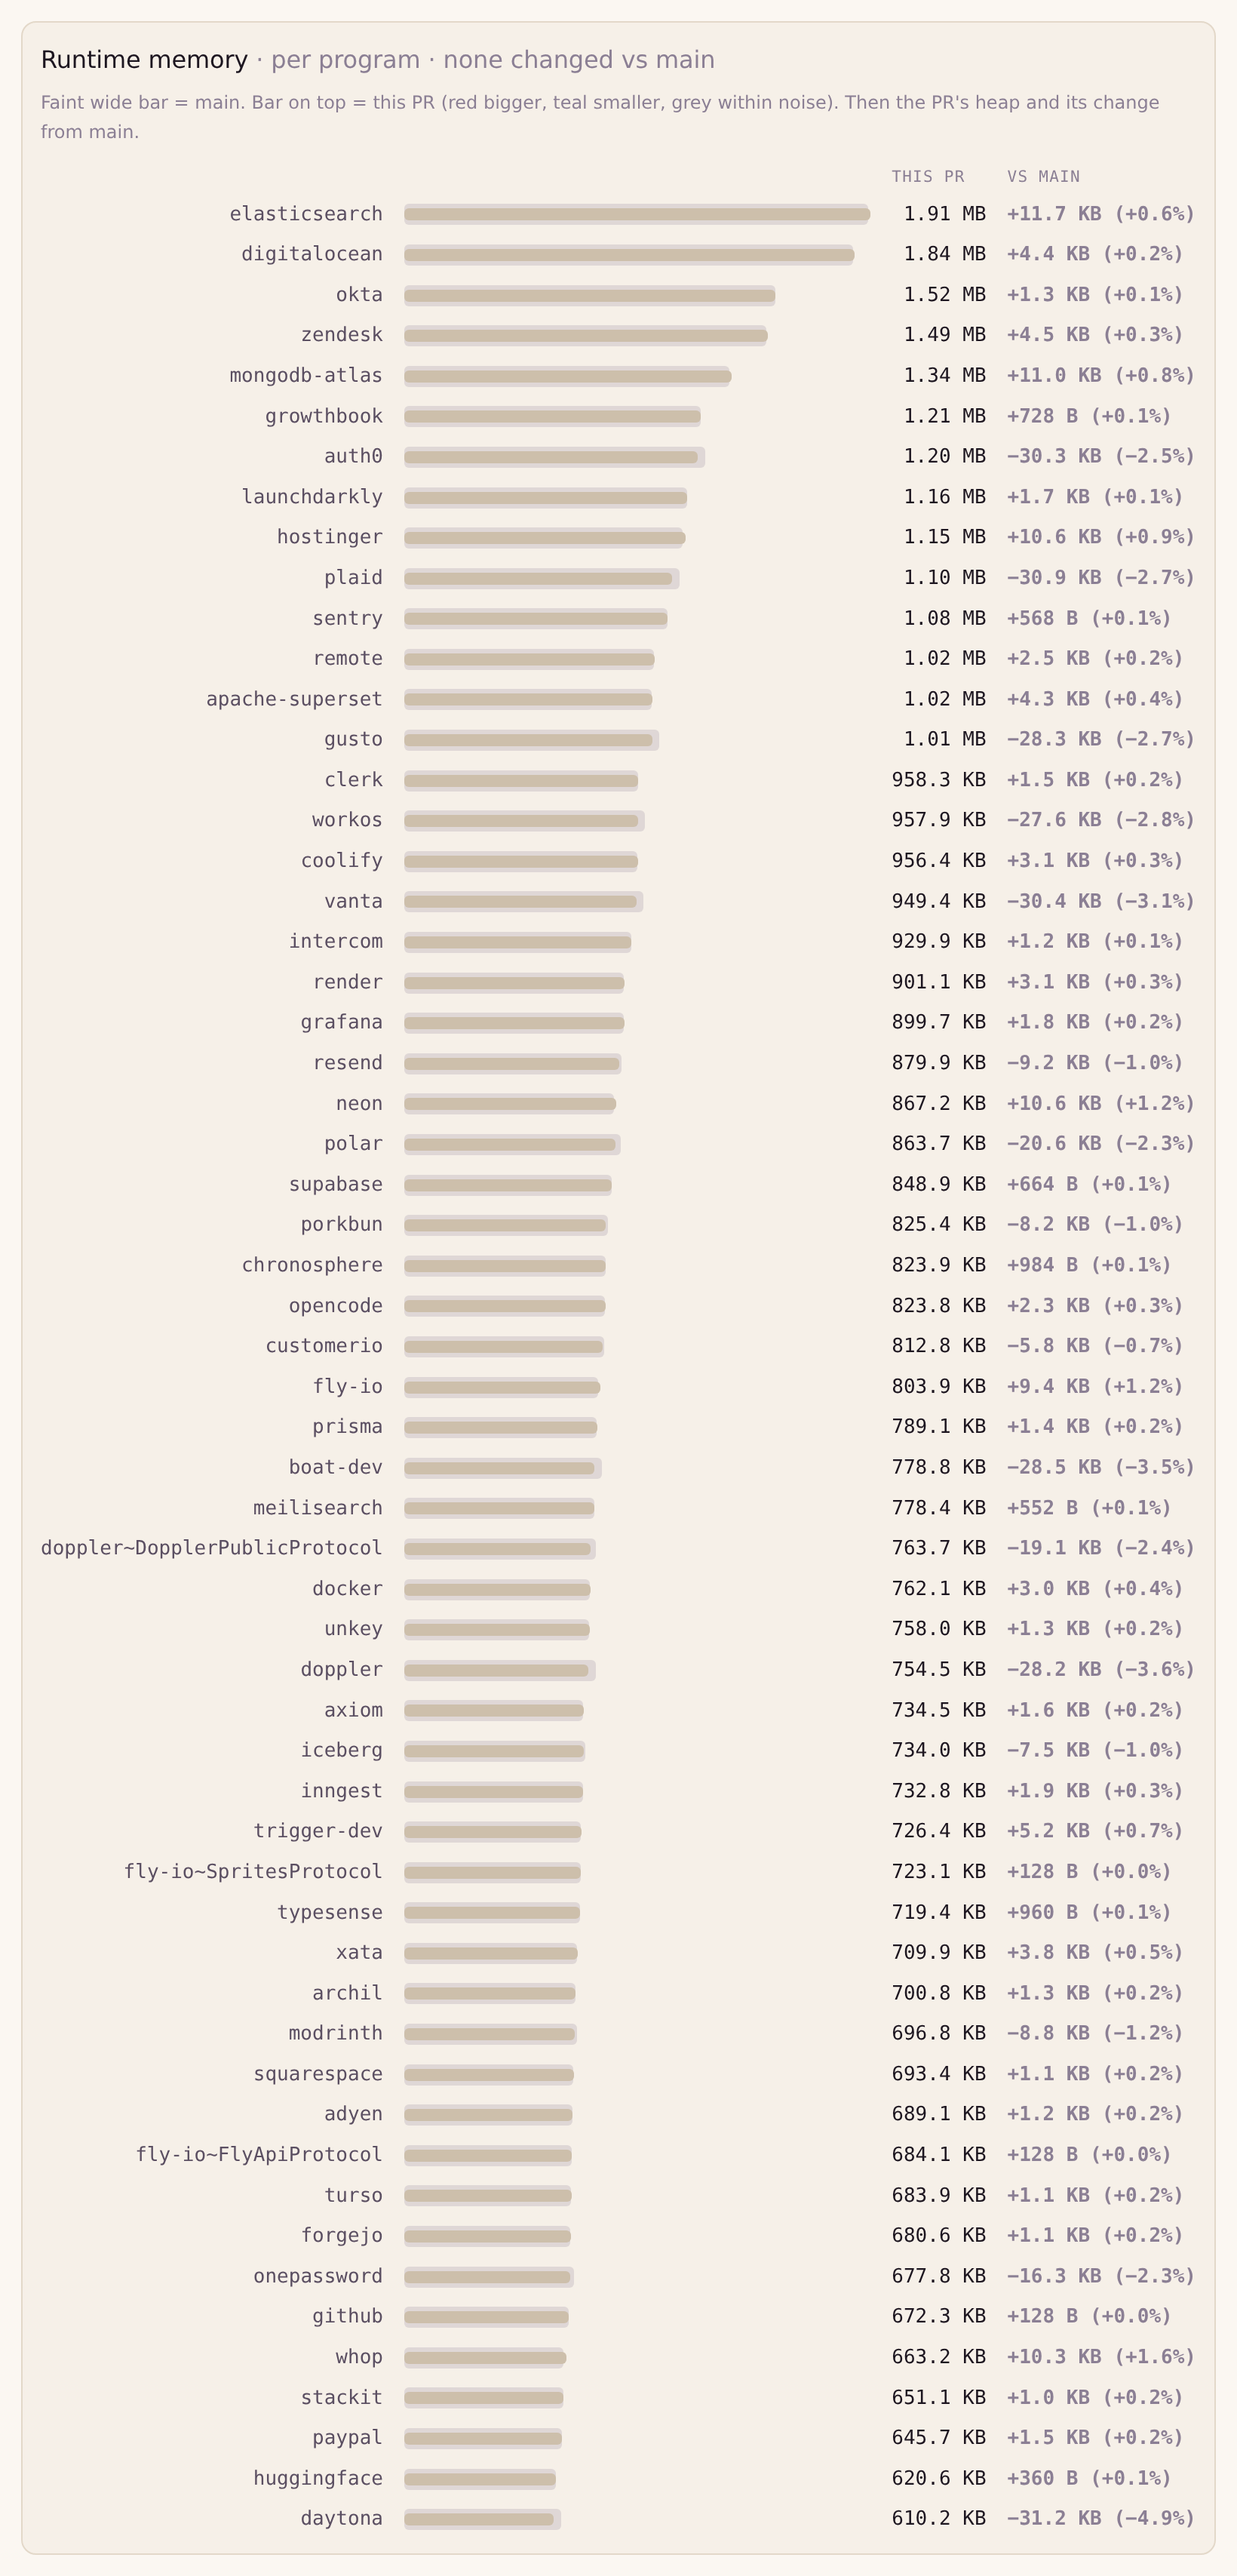 Runtime memory · per program · none changed vs main
Faint wide bar = main. Bar on top = this PR (red bigger, teal smaller, grey within noise). Then the PR's heap and its change
from main.
THIS PR VS MAIN
elasticsearch 1.91 MB +11.7 KB (+0.6%)
digitalocean 1.84 MB +4.4 KB (+0.2%)
okta 1.52 MB +1.3 KB (+0.1%)
zendesk 1.49 MB +4.5 KB (+0.3%)
mongodb-atlas 1.34 MB +11.0 KB (+0.8%)
growthbook 1.21 MB +728 B (+0.1%)
auth0 1.20 MB −30.3 KB (−2.5%)
launchdarkly 1.16 MB +1.7 KB (+0.1%)
hostinger 1.15 MB +10.6 KB (+0.9%)
plaid 1.10 MB −30.9 KB (−2.7%)
sentry 1.08 MB +568 B (+0.1%)
remote 1.02 MB +2.5 KB (+0.2%)
apache-superset 1.02 MB +4.3 KB (+0.4%)
gusto 1.01 MB −28.3 KB (−2.7%)
clerk 958.3 KB +1.5 KB (+0.2%)
workos 957.9 KB −27.6 KB (−2.8%)
coolify 956.4 KB +3.1 KB (+0.3%)
vanta 949.4 KB −30.4 KB (−3.1%)
intercom 929.9 KB +1.2 KB (+0.1%)
render 901.1 KB +3.1 KB (+0.3%)
grafana 899.7 KB +1.8 KB (+0.2%)
resend 879.9 KB −9.2 KB (−1.0%)
neon 867.2 KB +10.6 KB (+1.2%)
polar 863.7 KB −20.6 KB (−2.3%)
supabase 848.9 KB +664 B (+0.1%)
porkbun 825.4 KB −8.2 KB (−1.0%)
chronosphere 823.9 KB +984 B (+0.1%)
opencode 823.8 KB +2.3 KB (+0.3%)
customerio 812.8 KB −5.8 KB (−0.7%)
fly-io 803.9 KB +9.4 KB (+1.2%)
prisma 789.1 KB +1.4 KB (+0.2%)
boat-dev 778.8 KB −28.5 KB (−3.5%)
meilisearch 778.4 KB +552 B (+0.1%)
doppler~DopplerPublicProtocol 763.7 KB −19.1 KB (−2.4%)
docker 762.1 KB +3.0 KB (+0.4%)
unkey 758.0 KB +1.3 KB (+0.2%)
doppler 754.5 KB −28.2 KB (−3.6%)
axiom 734.5 KB +1.6 KB (+0.2%)
iceberg 734.0 KB −7.5 KB (−1.0%)
inngest 732.8 KB +1.9 KB (+0.3%)
trigger-dev 726.4 KB +5.2 KB (+0.7%)
fly-io~SpritesProtocol 723.1 KB +128 B (+0.0%)
typesense 719.4 KB +960 B (+0.1%)
xata 709.9 KB +3.8 KB (+0.5%)
archil 700.8 KB +1.3 KB (+0.2%)
modrinth 696.8 KB −8.8 KB (−1.2%)
squarespace 693.4 KB +1.1 KB (+0.2%)
adyen 689.1 KB +1.2 KB (+0.2%)
fly-io~FlyApiProtocol 684.1 KB +128 B (+0.0%)
turso 683.9 KB +1.1 KB (+0.2%)
forgejo 680.6 KB +1.1 KB (+0.2%)
onepassword 677.8 KB −16.3 KB (−2.3%)
github 672.3 KB +128 B (+0.0%)
whop 663.2 KB +10.3 KB (+1.6%)
stackit 651.1 KB +1.0 KB (+0.2%)
paypal 645.7 KB +1.5 KB (+0.2%)
huggingface 620.6 KB +360 B (+0.1%)
daytona 610.2 KB −31.2 KB (−4.9%)